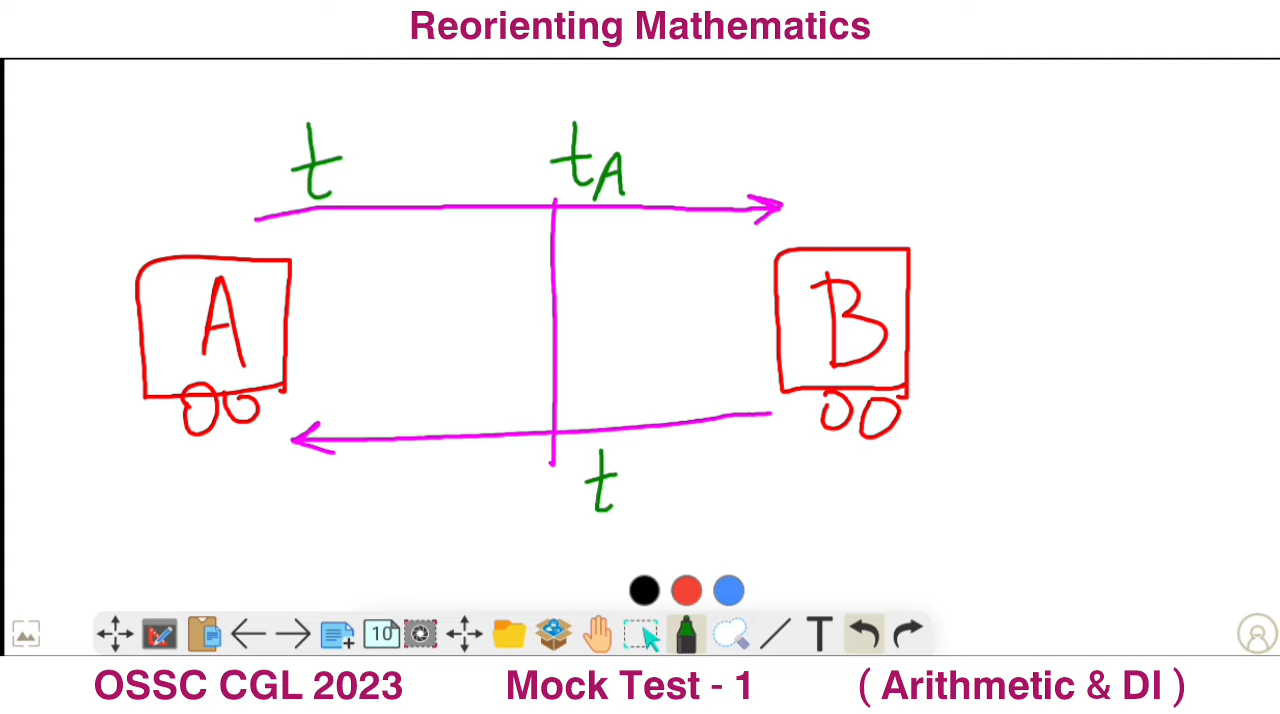 Reorienting Mathematics
t tA
A B
t
10 T
OSSC CGL 2023 Mock Test - 1 ( Arithmetic & DI )